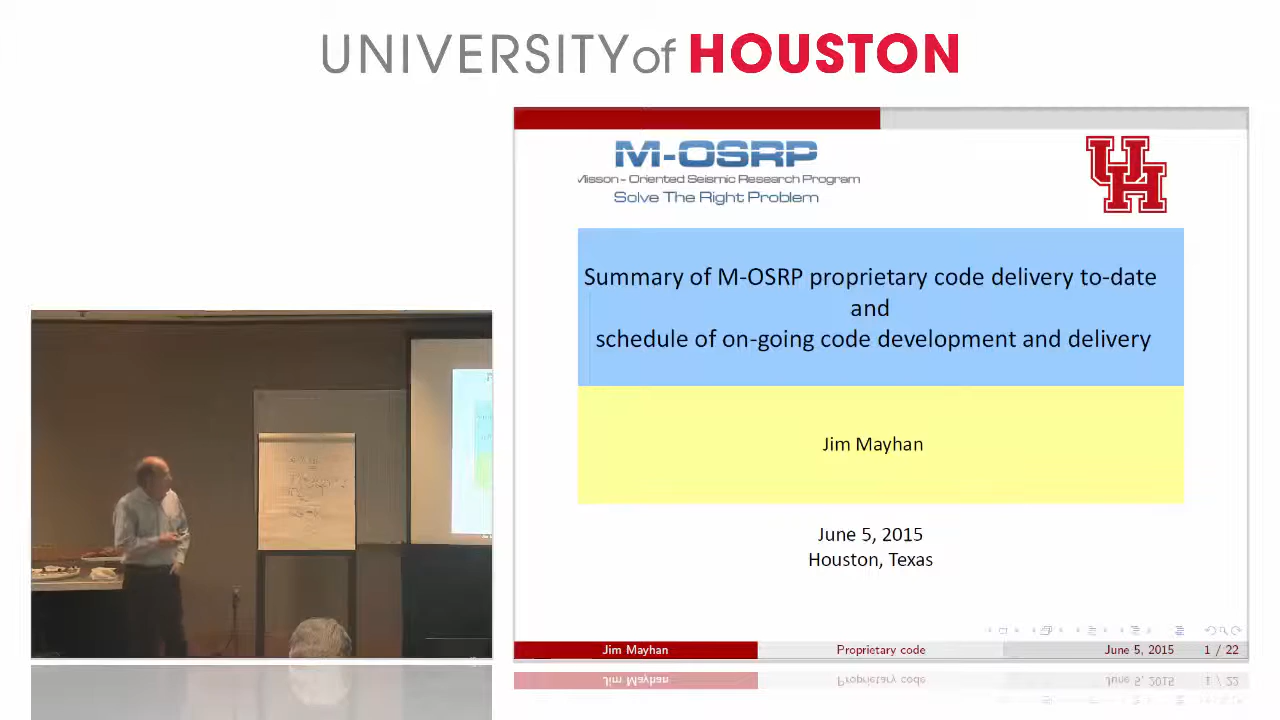 UNIVERSITY of HOUSTON
M-OSRP
Misson - Oriented Seismic Research Program
Solve The Right Problem
UH
Summary of M-OSRP proprietary code delivery to-date
and
schedule of on-going code development and delivery
Jim Mayhan
June 5, 2015
Houston, Texas
Jim Mayhan Proprietary code June 5, 2015 1 / 22